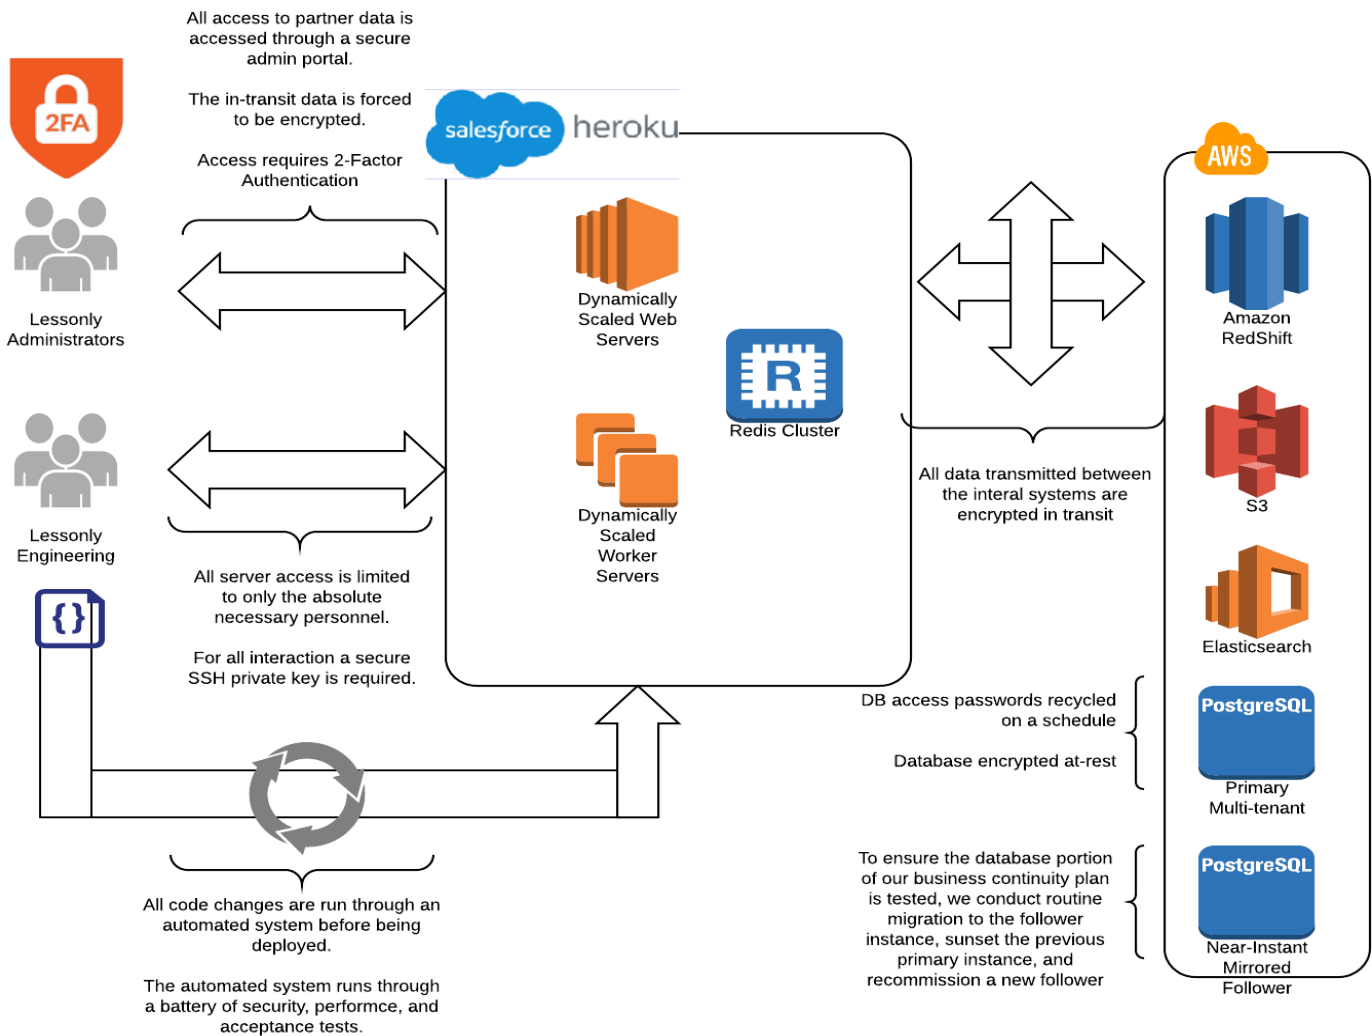 All access to partner data is
accessed through a secure
admin portal.
The in-transit data is forced
to be encrypted.
Access requires 2-Factor
Authentication
2FA
Lessonly
Administrators
Lessonly
Engineering
{ }
All server access is limited
to only the absolute
necessary personnel.
For all interaction a secure
SSH private key is required.
All code changes are run through an
automated system before being
deployed.
The automated system runs through
a battery of security, performce, and
acceptance tests.
salesforce
heroku
Dynamically
Scaled Web
Servers
R
Redis Cluster
Dynamically
Scaled
Worker
Servers
All data transmitted between
the interal systems are
encrypted in transit
AWS
Amazon
RedShift
S3
Elasticsearch
DB access passwords recycled
on a schedule
Database encrypted at-rest
PostgreSQL
Primary
Multi-tenant
To ensure the database portion
of our business continuity plan
is tested, we conduct routine
migration to the follower
instance, sunset the previous
primary instance, and
recommission a new follower
PostgreSQL
Near-Instant
Mirrored
Follower